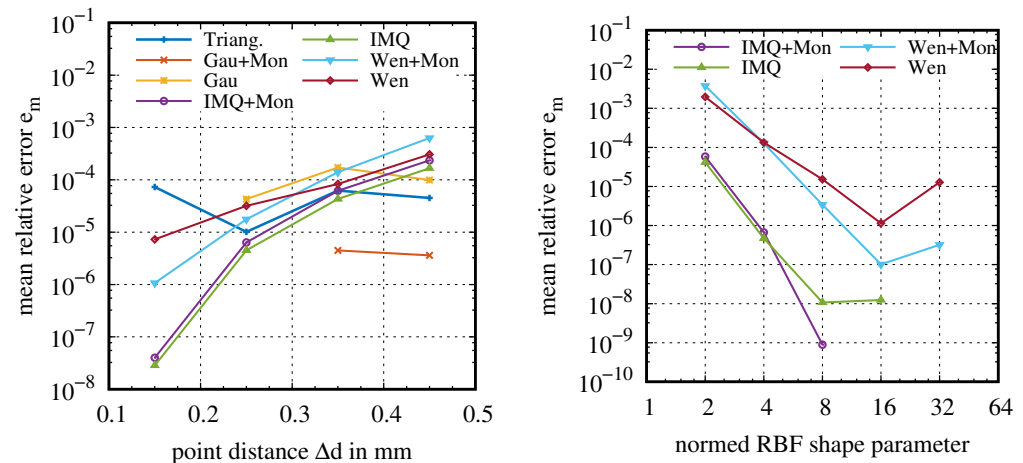 10^-1
10^-2
10^-3
10^-4
10^-5
10^-6
10^-7
10^-8
mean relative error e_m
Triang.
Gau+Mon
Gau
IMQ+Mon
IMQ
Wen+Mon
Wen
0.1 0.2 0.3 0.4 0.5
point distance Δd in mm
10^-1
10^-2
10^-3
10^-4
10^-5
10^-6
10^-7
10^-8
10^-9
10^-10
mean relative error e_m
IMQ+Mon
IMQ
Wen+Mon
Wen
1 2 4 8 16 32 64
normed RBF shape parameter